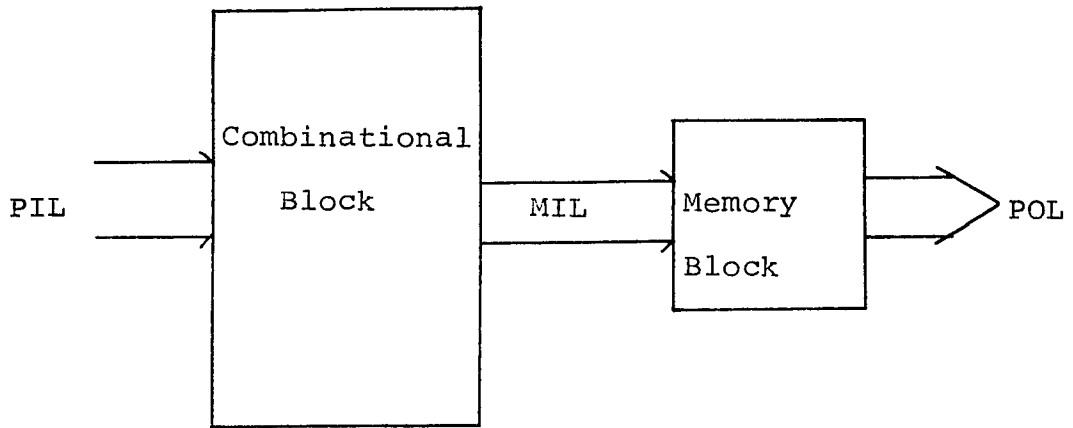 PIL
Combinational
Block
MIL
Memory
Block
POL